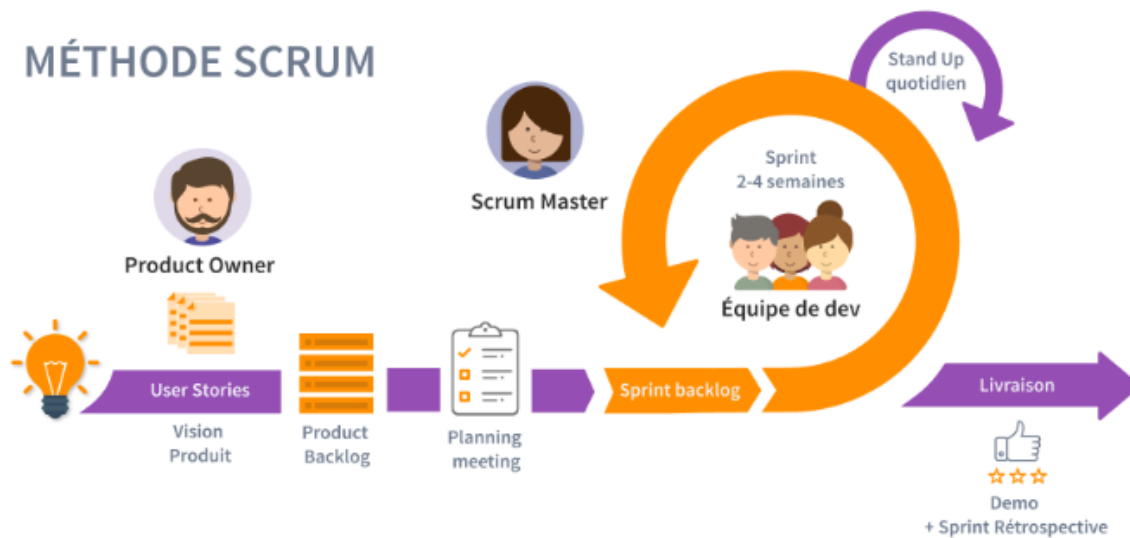 MÉTHODE SCRUM
Stand Up
quotidien
Sprint
2-4 semaines
Scrum Master
Product Owner
Équipe de dev
User Stories
Sprint backlog
Livraison
Vision
Produit
Product
Backlog
Planning
meeting
Demo
+ Sprint Rétrospective